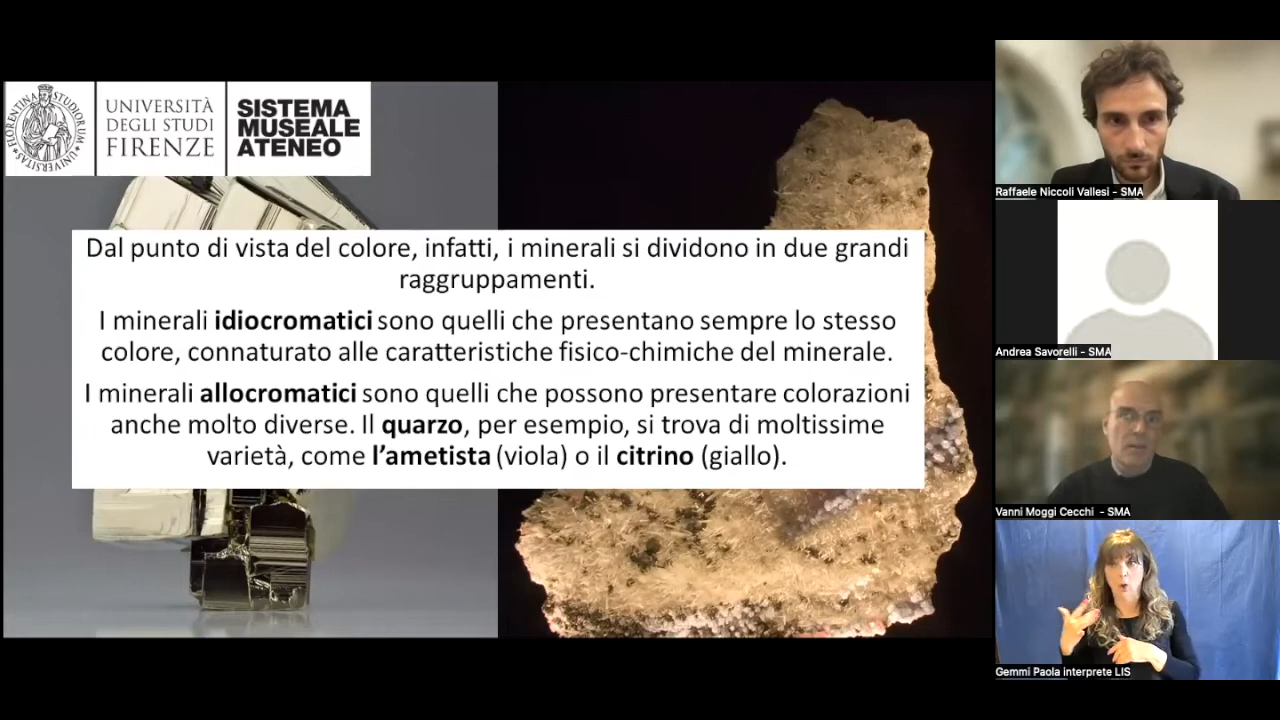 FLORENTINA STUDIORUM UNIVERSITAS
UNIVERSITÀ
DEGLI STUDI
FIRENZE
SISTEMA
MUSEALE
ATENEO
Dal punto di vista del colore, infatti, i minerali si dividono in due grandi
raggruppamenti.
I minerali idiocromatici sono quelli che presentano sempre lo stesso
colore, connaturato alle caratteristiche fisico-chimiche del minerale.
I minerali allocromatici sono quelli che possono presentare colorazioni
anche molto diverse. Il quarzo, per esempio, si trova di moltissime
varietà, come l’ametista (viola) o il citrino (giallo).
Raffaele Niccoli Vallesi - SMA
Andrea Savorelli - SMA
Vanni Moggi Cecchi - SMA
Gemmi Paola interprete LIS